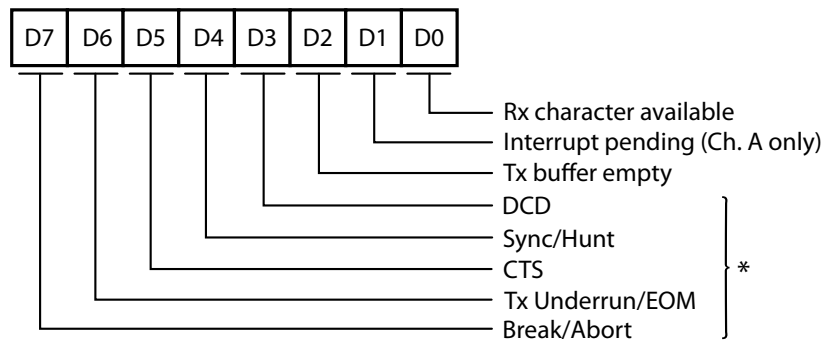 D7 D6 D5 D4 D3 D2 D1 D0
Rx character available
Interrupt pending (Ch. A only)
Tx buffer empty
DCD
Sync/Hunt
CTS
*
Tx Underrun/EOM
Break/Abort